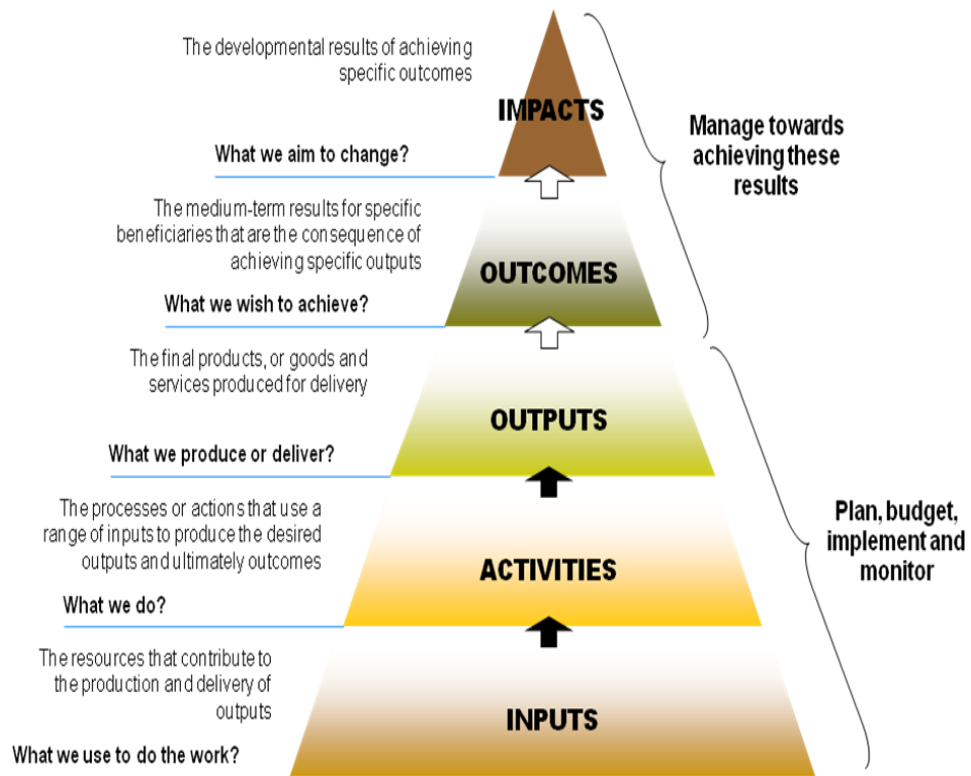 The developmental results of achieving
specific outcomes
IMPACTS
What we aim to change?
Manage towards
achieving these
results
The medium-term results for specific
beneficiaries that are the consequence of
achieving specific outputs
OUTCOMES
What we wish to achieve?
The final products, or goods and
services produced for delivery
OUTPUTS
What we produce or deliver?
The processes or actions that use a
range of inputs to produce the desired
outputs and ultimately outcomes
ACTIVITIES
Plan, budget,
implement and
monitor
What we do?
The resources that contribute to
the production and delivery of
outputs
INPUTS
What we use to do the work?